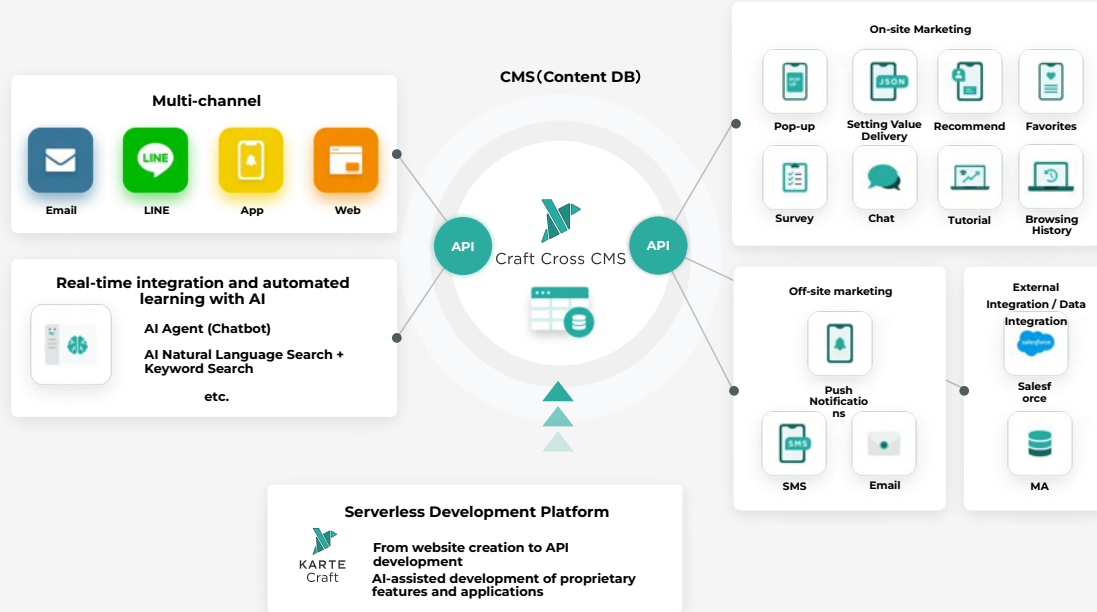 CMS(Content DB)
Multi-channel
LINE
Email
LINE
App
Web
Real-time integration and automated
learning with AI
AI Agent (Chatbot)
AI Natural Language Search +
Keyword Search
etc.
API
Craft Cross CMS
API
On-site Marketing
POP
UP
JSON
Pop-up
Setting Value
Delivery
Recommend
Favorites
Survey
Chat
Tutorial
Browsing
History
Off-site marketing
Push
Notificatio
ns
SMS
SMS
Email
External
Integration / Data
Integration
salesforce
Salesf
orce
MA
Serverless Development Platform
KARTE
Craft
From website creation to API
development
AI-assisted development of proprietary
features and applications